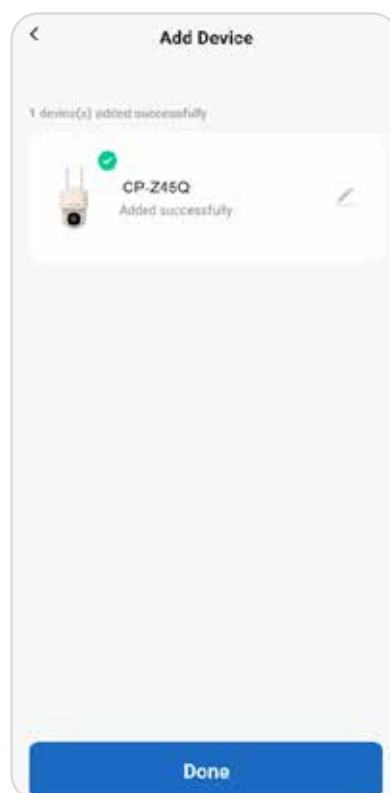 Add Device
1 device(s) added successfully
CP-Z45Q
Added successfully
Done